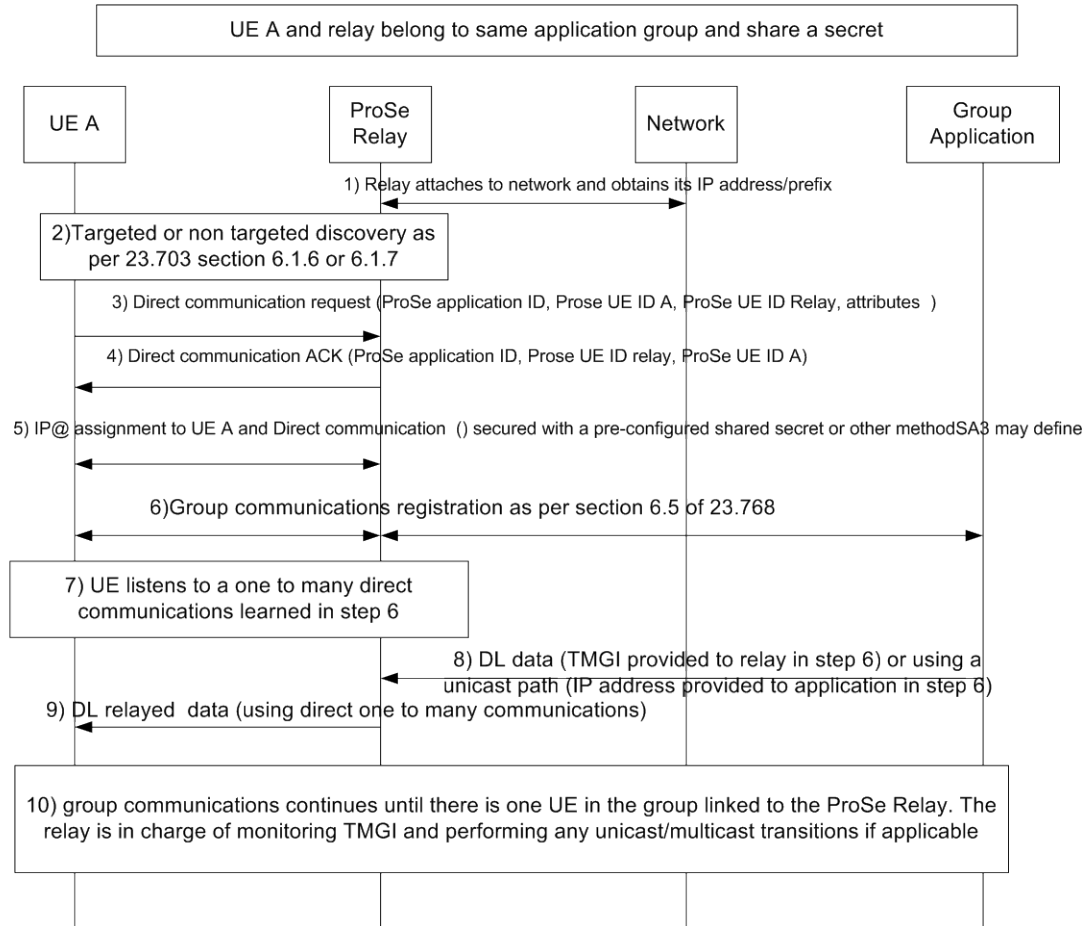 UE A and relay belong to same application group and share a secret
UE A
ProSe
Relay
Network
Group
Application
1) Relay attaches to network and obtains its IP address/prefix
2)Targeted or non targeted discovery as
per 23.703 section 6.1.6 or 6.1.7
3) Direct communication request (ProSe application ID, Prose UE ID A, ProSe UE ID Relay, attributes )
4) Direct communication ACK (ProSe application ID, Prose UE ID relay, ProSe UE ID A)
5) IP@ assignment to UE A and Direct communication () secured with a pre-configured shared secret or other methodSA3 may define
6)Group communications registration as per section 6.5 of 23.768
7) UE listens to a one to many direct
communications learned in step 6
8) DL data (TMGI provided to relay in step 6) or using a
unicast path (IP address provided to application in step 6)
9) DL relayed data (using direct one to many communications)
10) group communications continues until there is one UE in the group linked to the ProSe Relay. The
relay is in charge of monitoring TMGI and performing any unicast/multicast transitions if applicable